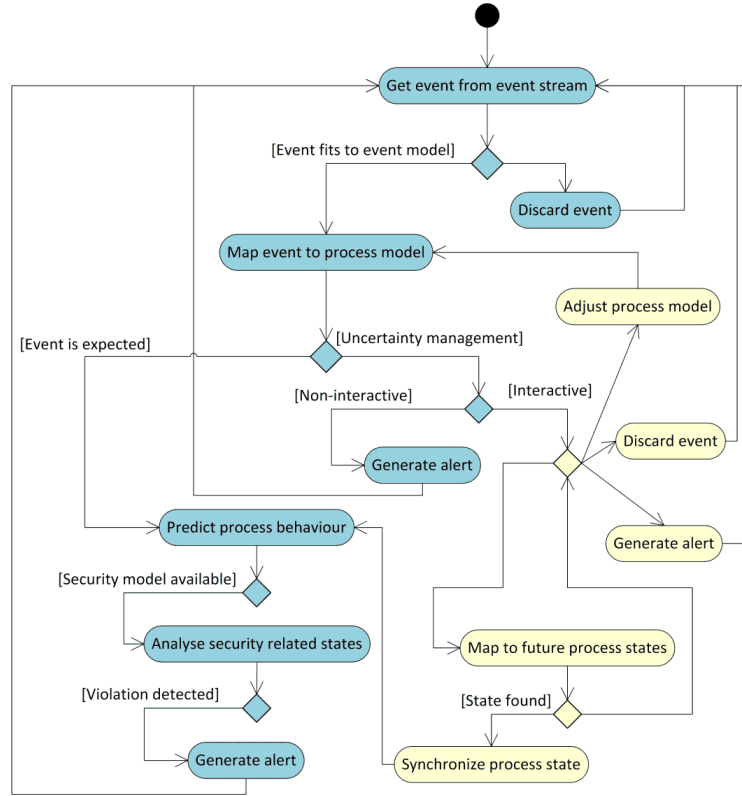 Get event from event stream
[Event fits to event model]
Discard event
Map event to process model
Adjust process model
[Event is expected]
[Uncertainty management]
[Non-interactive]
[Interactive]
Discard event
Generate alert
Predict process behaviour
Generate alert
[Security model available]
Analyse security related states
Map to future process states
[Violation detected]
[State found]
Generate alert
Synchronize process state